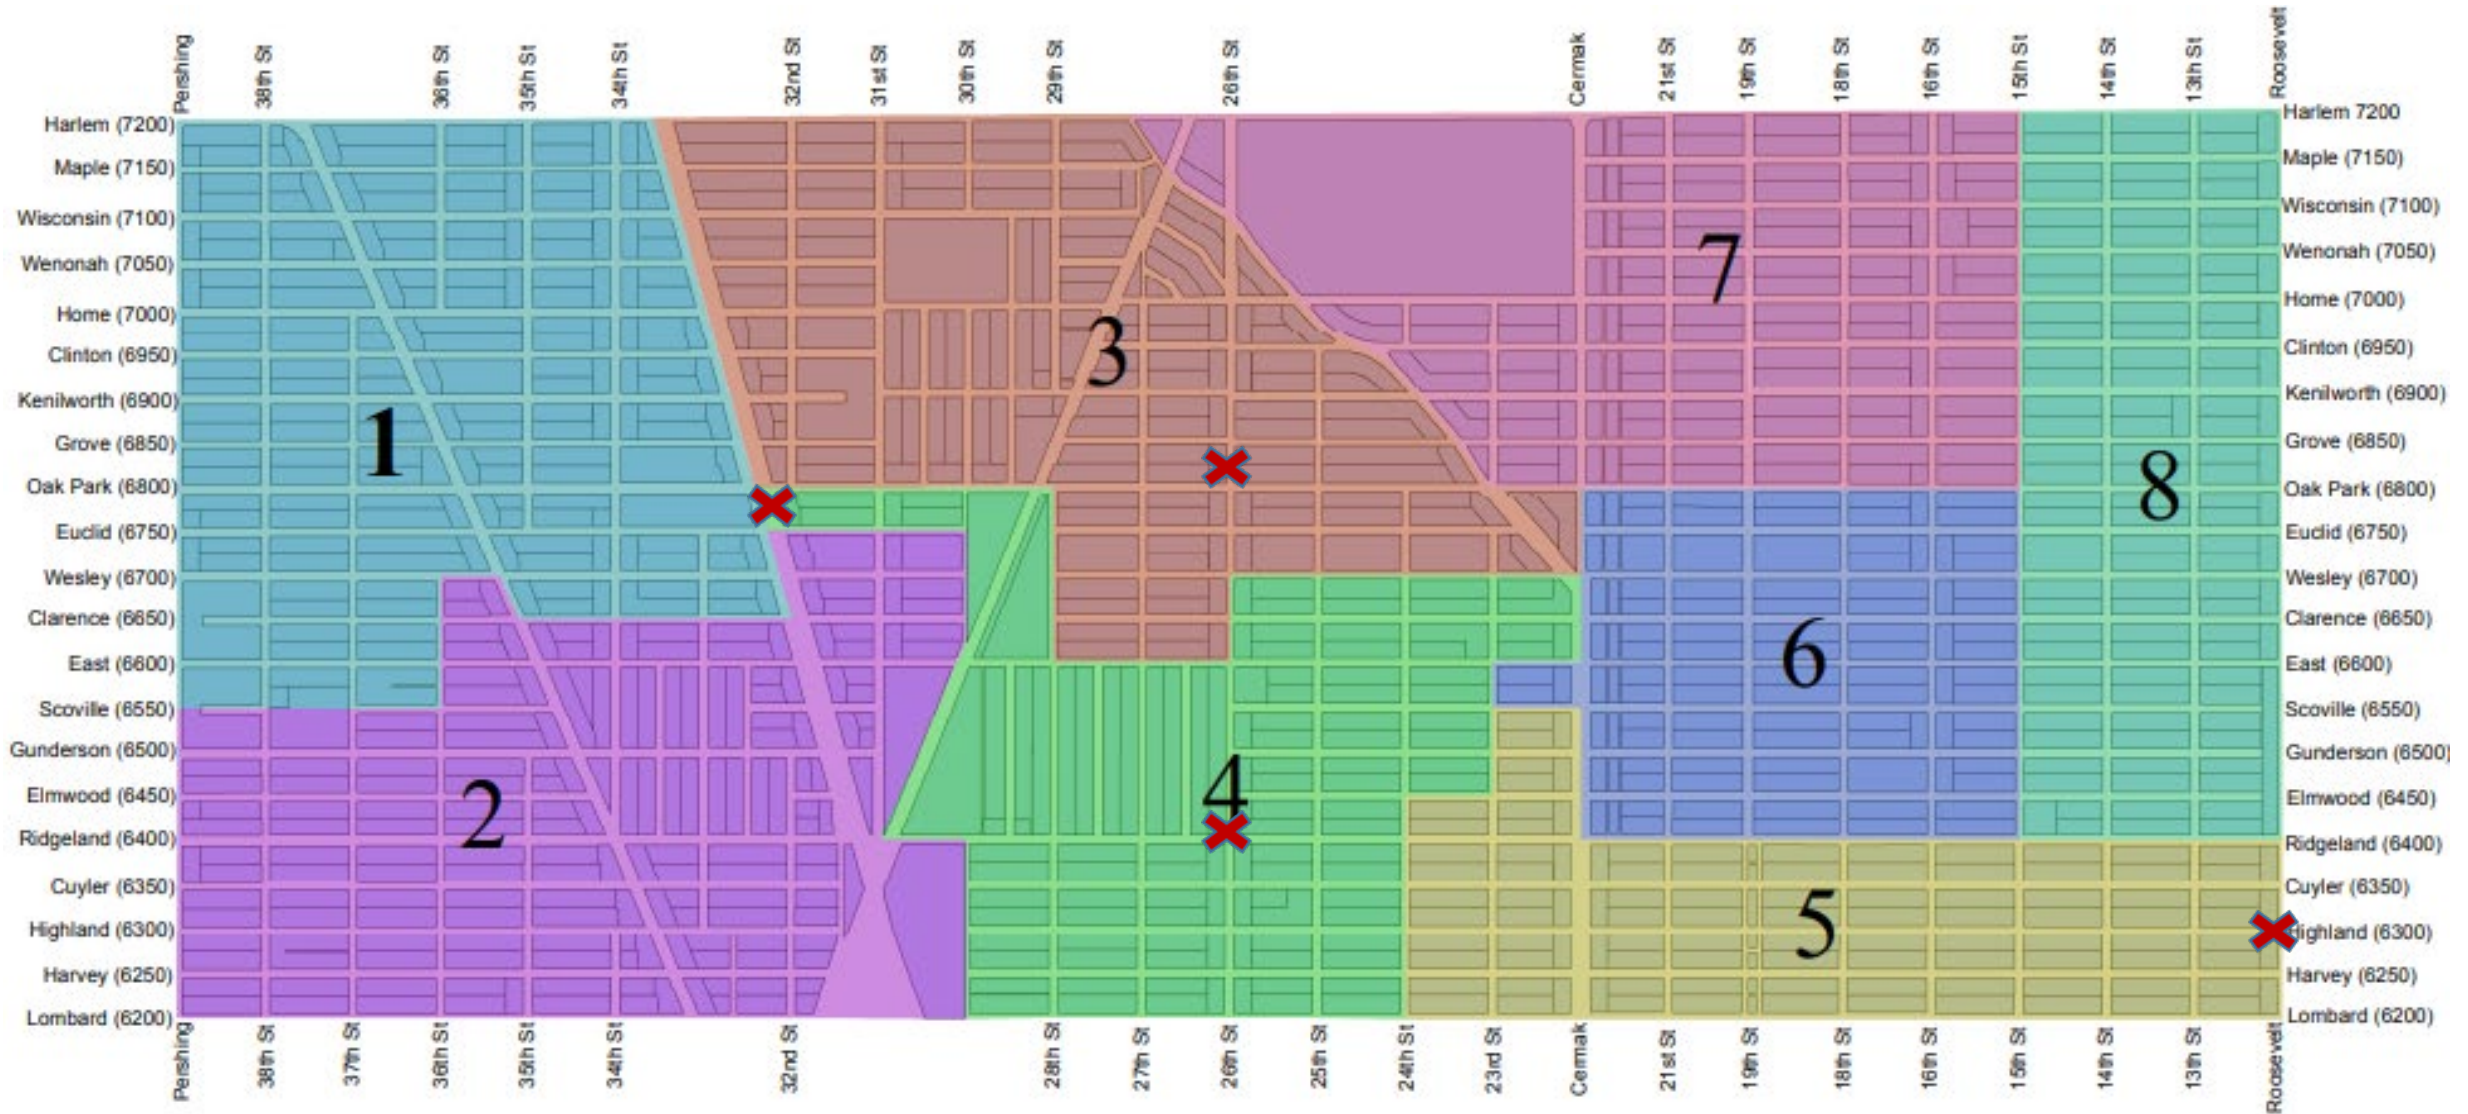 Pershing
38th St
36th St
35th St
34th St
32nd St
31st St
30th St
29th St
26th St
Cermak
21st St
19th St
18th St
16th St
15th St
14th St
13th St
Roosevelt
Harlem (7200)
Maple (7150)
Wisconsin (7100)
Wenonah (7050)
Home (7000)
Clinton (6950)
Kenilworth (6900)
Grove (6850)
Oak Park (6800)
Euclid (6750)
Wesley (6700)
Clarence (6650)
East (6600)
Scoville (6550)
Gunderson (6500)
Elmwood (6450)
Ridgeland (6400)
Cuyler (6350)
Highland (6300)
Harvey (6250)
Lombard (6200)
1
2
3
4
5
6
7
8
Harlem 7200
Maple (7150)
Wisconsin (7100)
Wenonah (7050)
Home (7000)
Clinton (6950)
Kenilworth (6900)
Grove (6850)
Oak Park (6800)
Euclid (6750)
Wesley (6700)
Clarence (6650)
East (6600)
Scoville (6550)
Gunderson (6500)
Elmwood (6450)
Ridgeland (6400)
Cuyler (6350)
Highland (6300)
Harvey (6250)
Lombard (6200)
Pershing
38th St
37th St
36th St
35th St
34th St
32nd St
28th St
27th St
26th St
25th St
24th St
23rd St
Cermak
21st St
19th St
18th St
16th St
15th St
14th St
13th St
Roosevelt